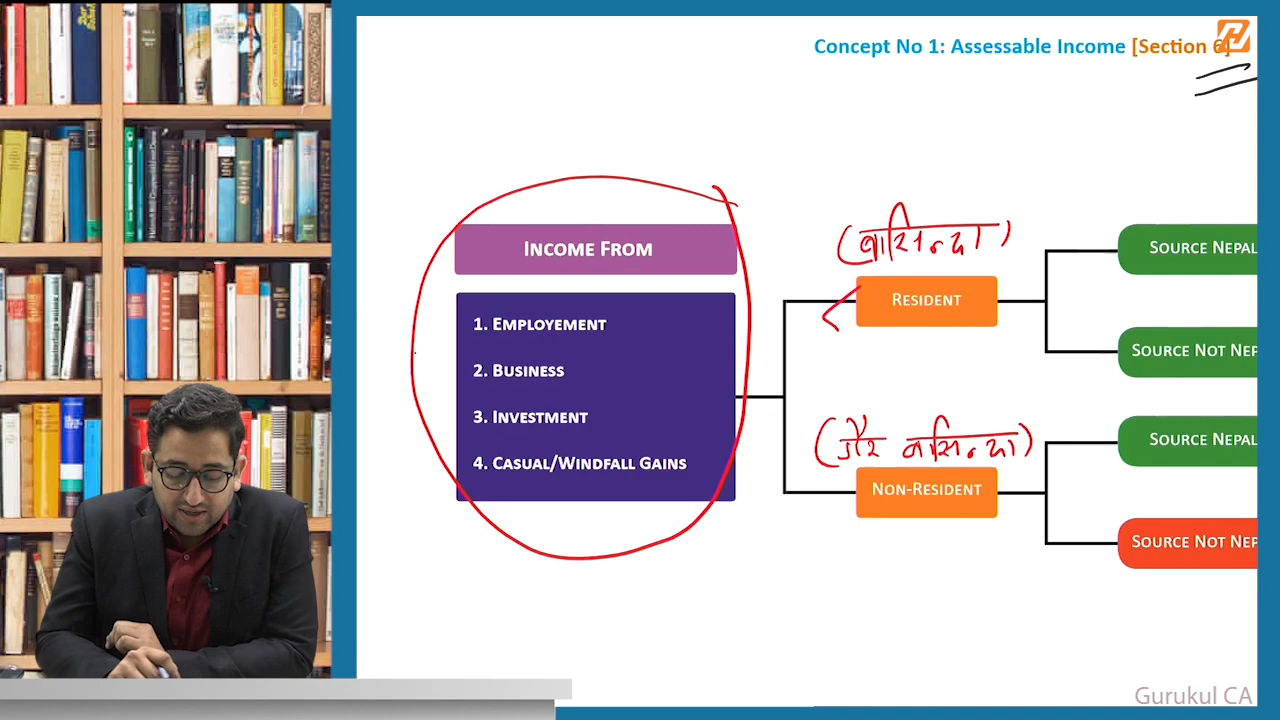 Concept No 1: Assessable Income [Section 6]
INCOME FROM
1. EMPLOYEMENT
2. BUSINESS
3. INVESTMENT
4. CASUAL/WINDFALL GAINS
(बासिन्दा)
RESIDENT
SOURCE NEPAL
SOURCE NOT NEP
(गैर बासिन्दा)
NON-RESIDENT
SOURCE NEPAL
SOURCE NOT NEP
Gurukul CA